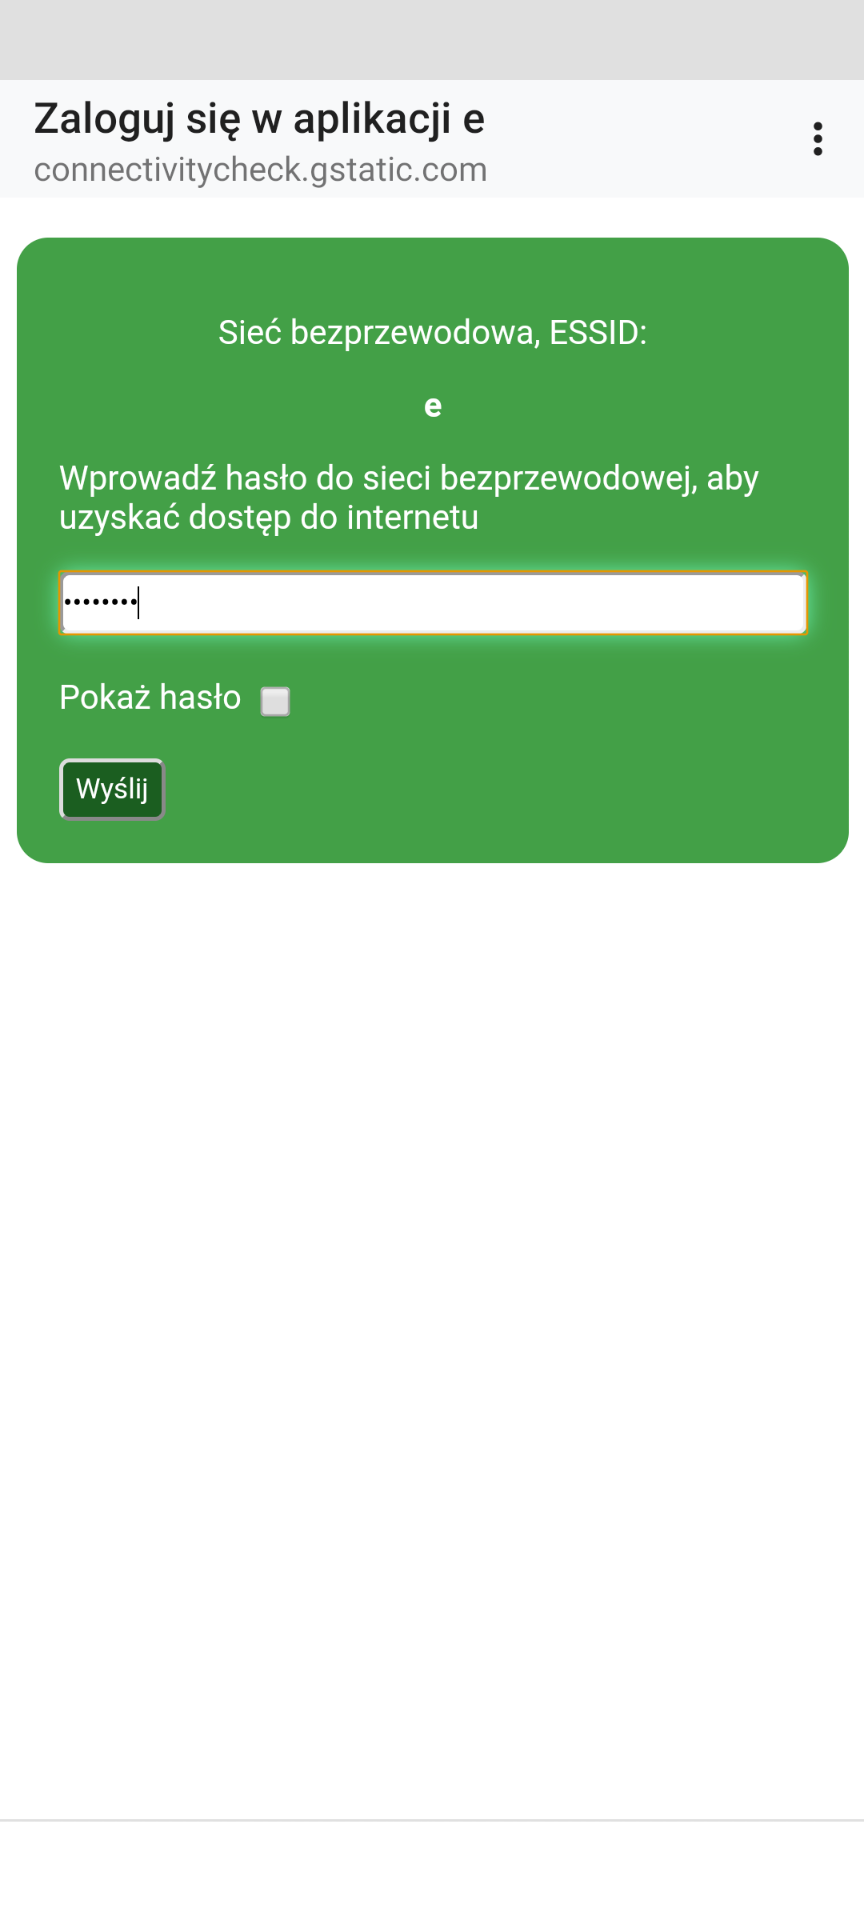 Zaloguj się w aplikacji e
connectivitycheck.gstatic.com
Sieć bezprzewodowa, ESSID:
e
Wprowadź hasło do sieci bezprzewodowej, aby
uzyskać dostęp do internetu
••••••••
Pokaż hasło
Wyślij